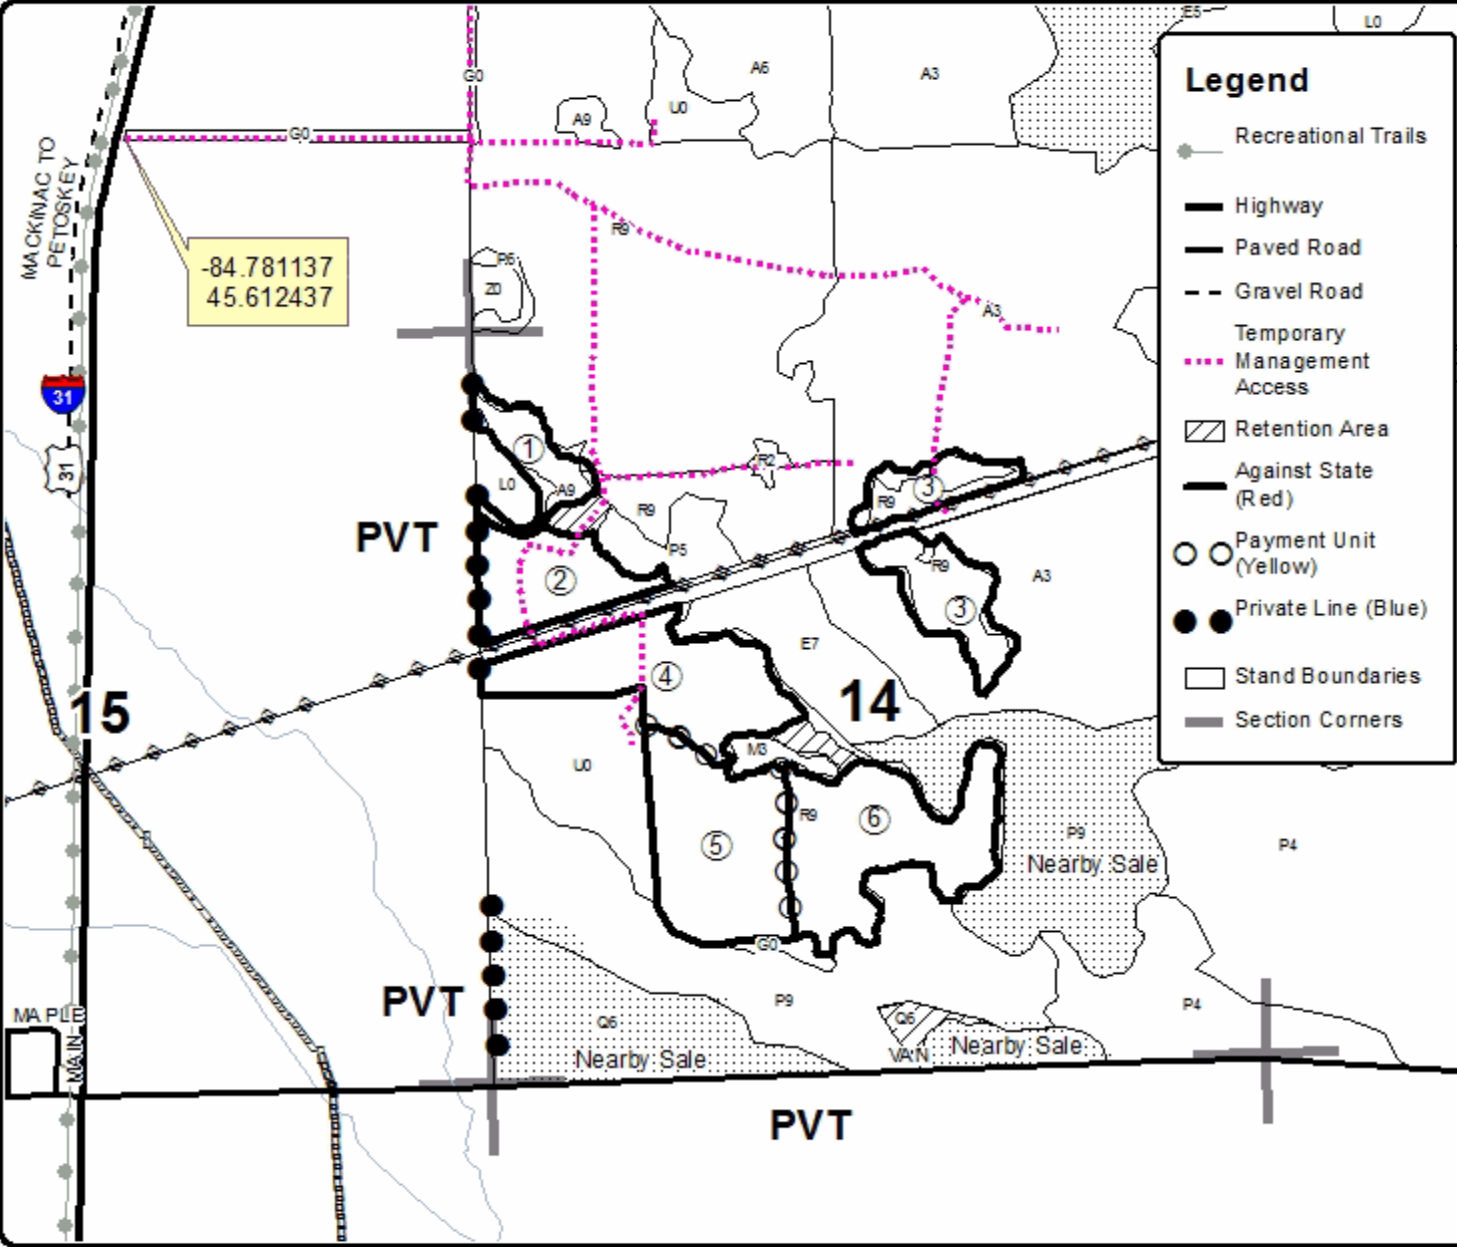 E5
L0
G0
A6
A3
U0
A9
G0
MACKINAC TO
PETOSKEY
R9
-84.781137
45.612437
P6
Z0
A3
31
31
1
L0
A9
R2
R9
3
R9
PVT
P5
2
R9
A3
3
E7
4
14
15
M3
U0
R9
6
5
P9
Nearby Sale
P4
G0
PVT
P9
P4
Q6
Nearby Sale
Q6
VAN
Nearby Sale
MAPLE
MAIN
PVT
Legend
Recreational Trails
Highway
Paved Road
Gravel Road
Temporary
Management
Access
Retention Area
Against State
(Red)
Payment Unit
(Yellow)
Private Line (Blue)
Stand Boundaries
Section Corners